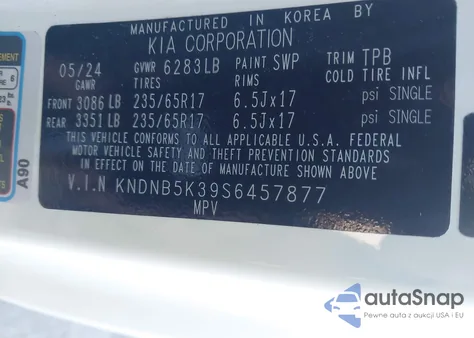 MANUFACTURED IN KOREA BY
KIA CORPORATION
05/24 GVWR 6283LB PAINT SWP TRIM TPB
GAWR TIRES RIMS COLD TIRE INFL
FRONT 3086 LB 235/65R17 6.5Jx17 psi SINGLE
REAR 3351 LB 235/65R17 6.5Jx17 psi SINGLE
THIS VEHICLE CONFORMS TO ALL APPLICABLE U.S.A. FEDERAL
MOTOR VEHICLE SAFETY AND THEFT PREVENTION STANDARDS
IN EFFECT ON THE DATE OF MANUFACTURE SHOWN ABOVE
V.I.N KNDNB5K39S6457877
MPV
A90
autoSnap
Pewne auta z aukcji USA i EU